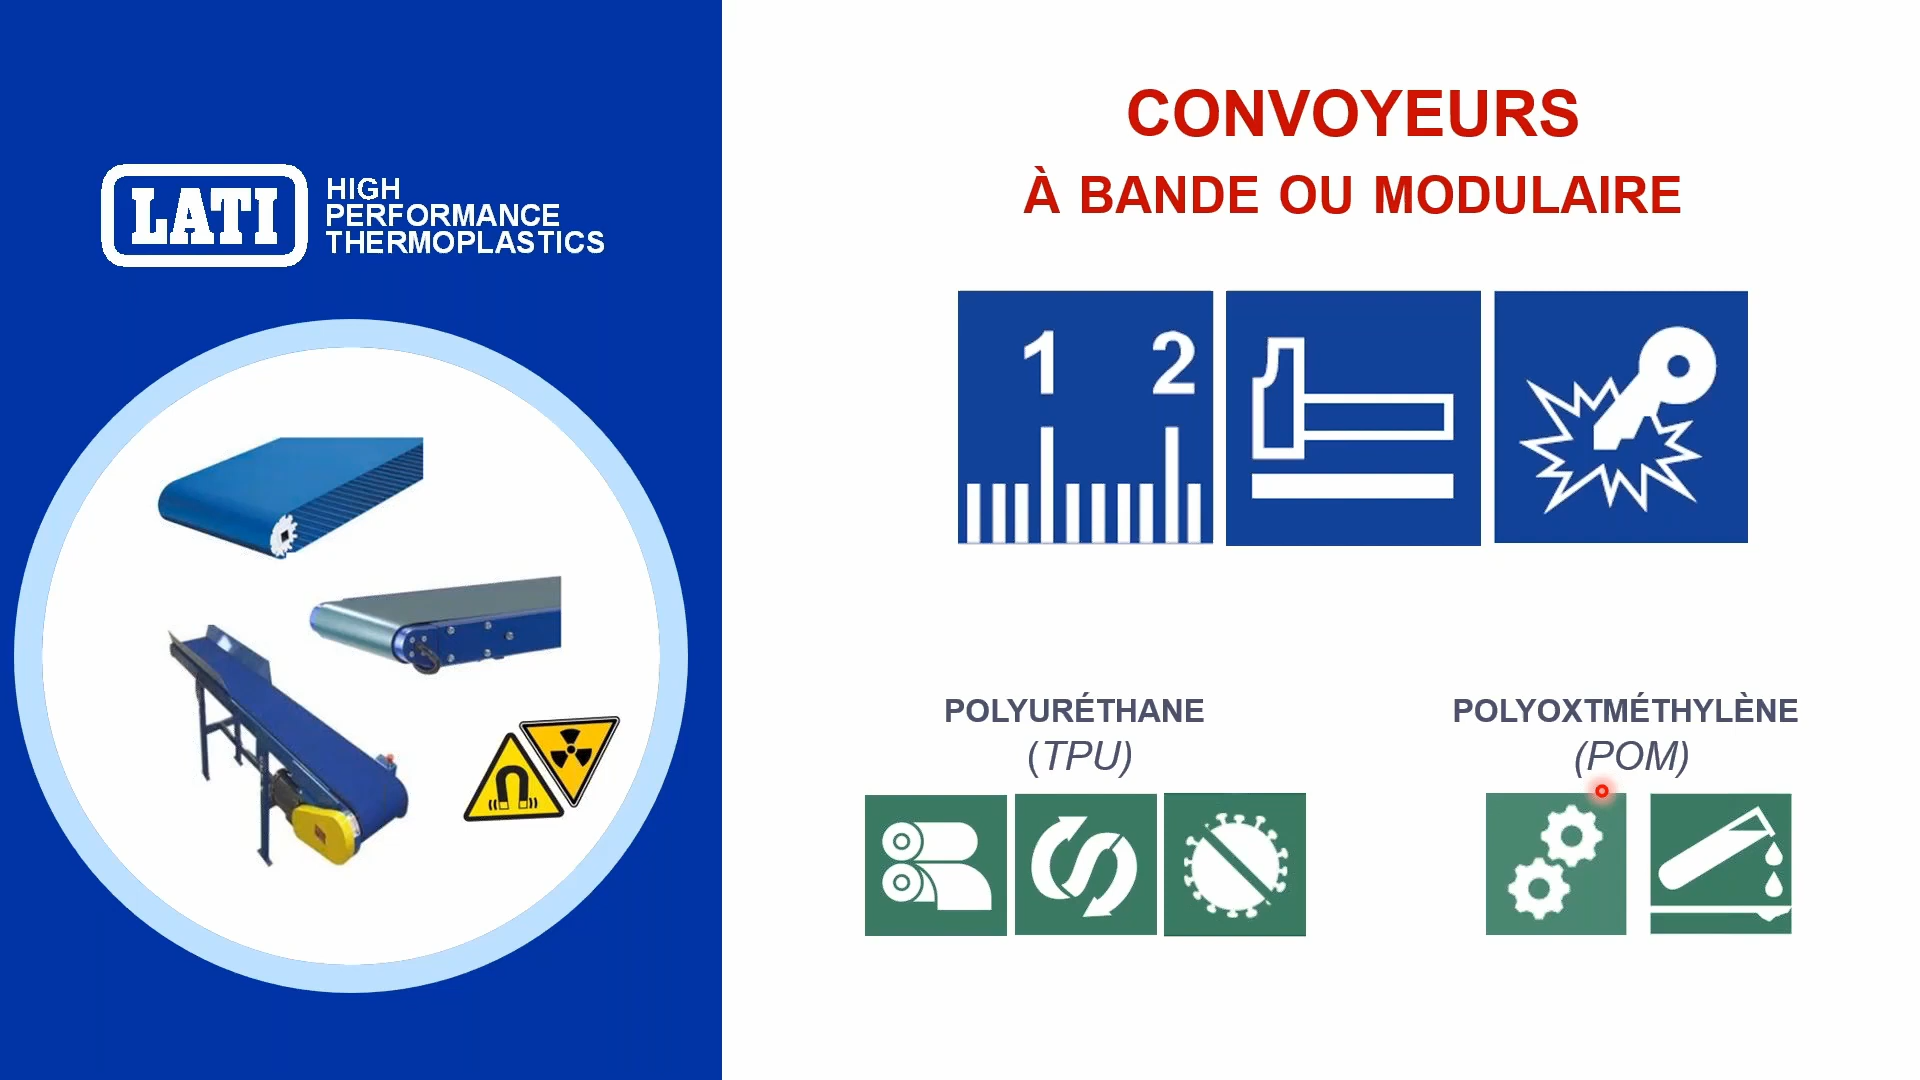 LATI
HIGH
PERFORMANCE
THERMOPLASTICS
CONVOYEURS
À BANDE OU MODULAIRE
1 2
POLYURÉTHANE
(TPU)
POLYOXTMÉTHYLÈNE
(POM)